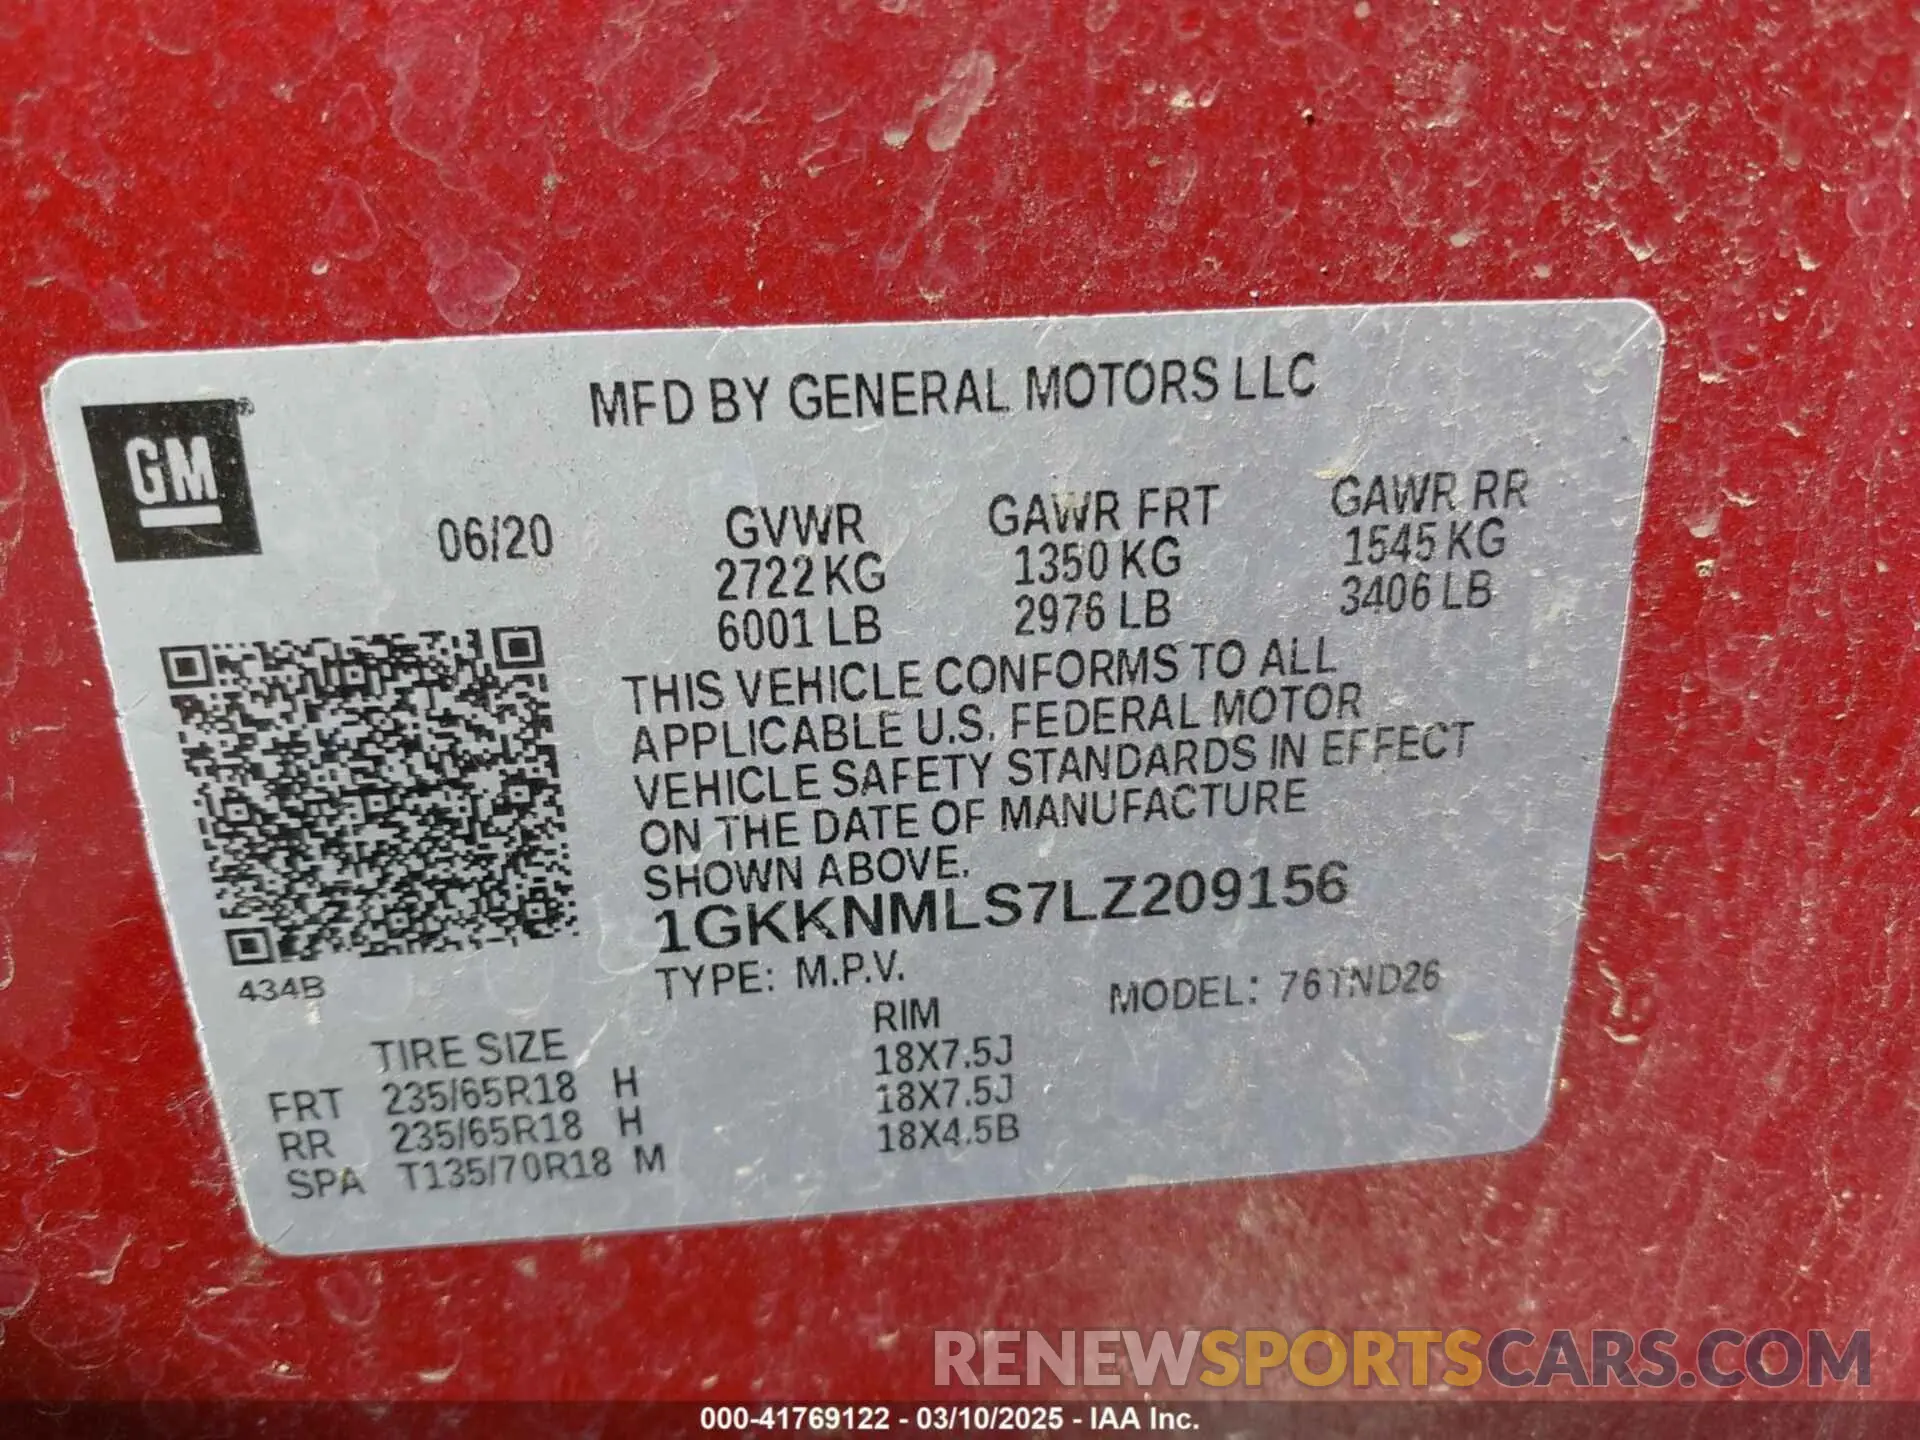 MFD BY GENERAL MOTORS LLC
GM®
06/20
GVWR GAWR FRT GAWR RR
2722 KG 1350 KG 1545 KG
6001 LB 2976 LB 3406 LB
THIS VEHICLE CONFORMS TO ALL
APPLICABLE U.S. FEDERAL MOTOR
VEHICLE SAFETY STANDARDS IN EFFECT
ON THE DATE OF MANUFACTURE
SHOWN ABOVE.
1GKKNMLS7LZ209156
434B
TYPE: M.P.V. MODEL: 76TND26
TIRE SIZE RIM
FRT 235/65R18 H 18X7.5J
RR 235/65R18 H 18X7.5J
SPA T135/70R18 M 18X4.5B
RENEWSPORTSCARS.COM
000-41769122 - 03/10/2025 - IAA Inc.